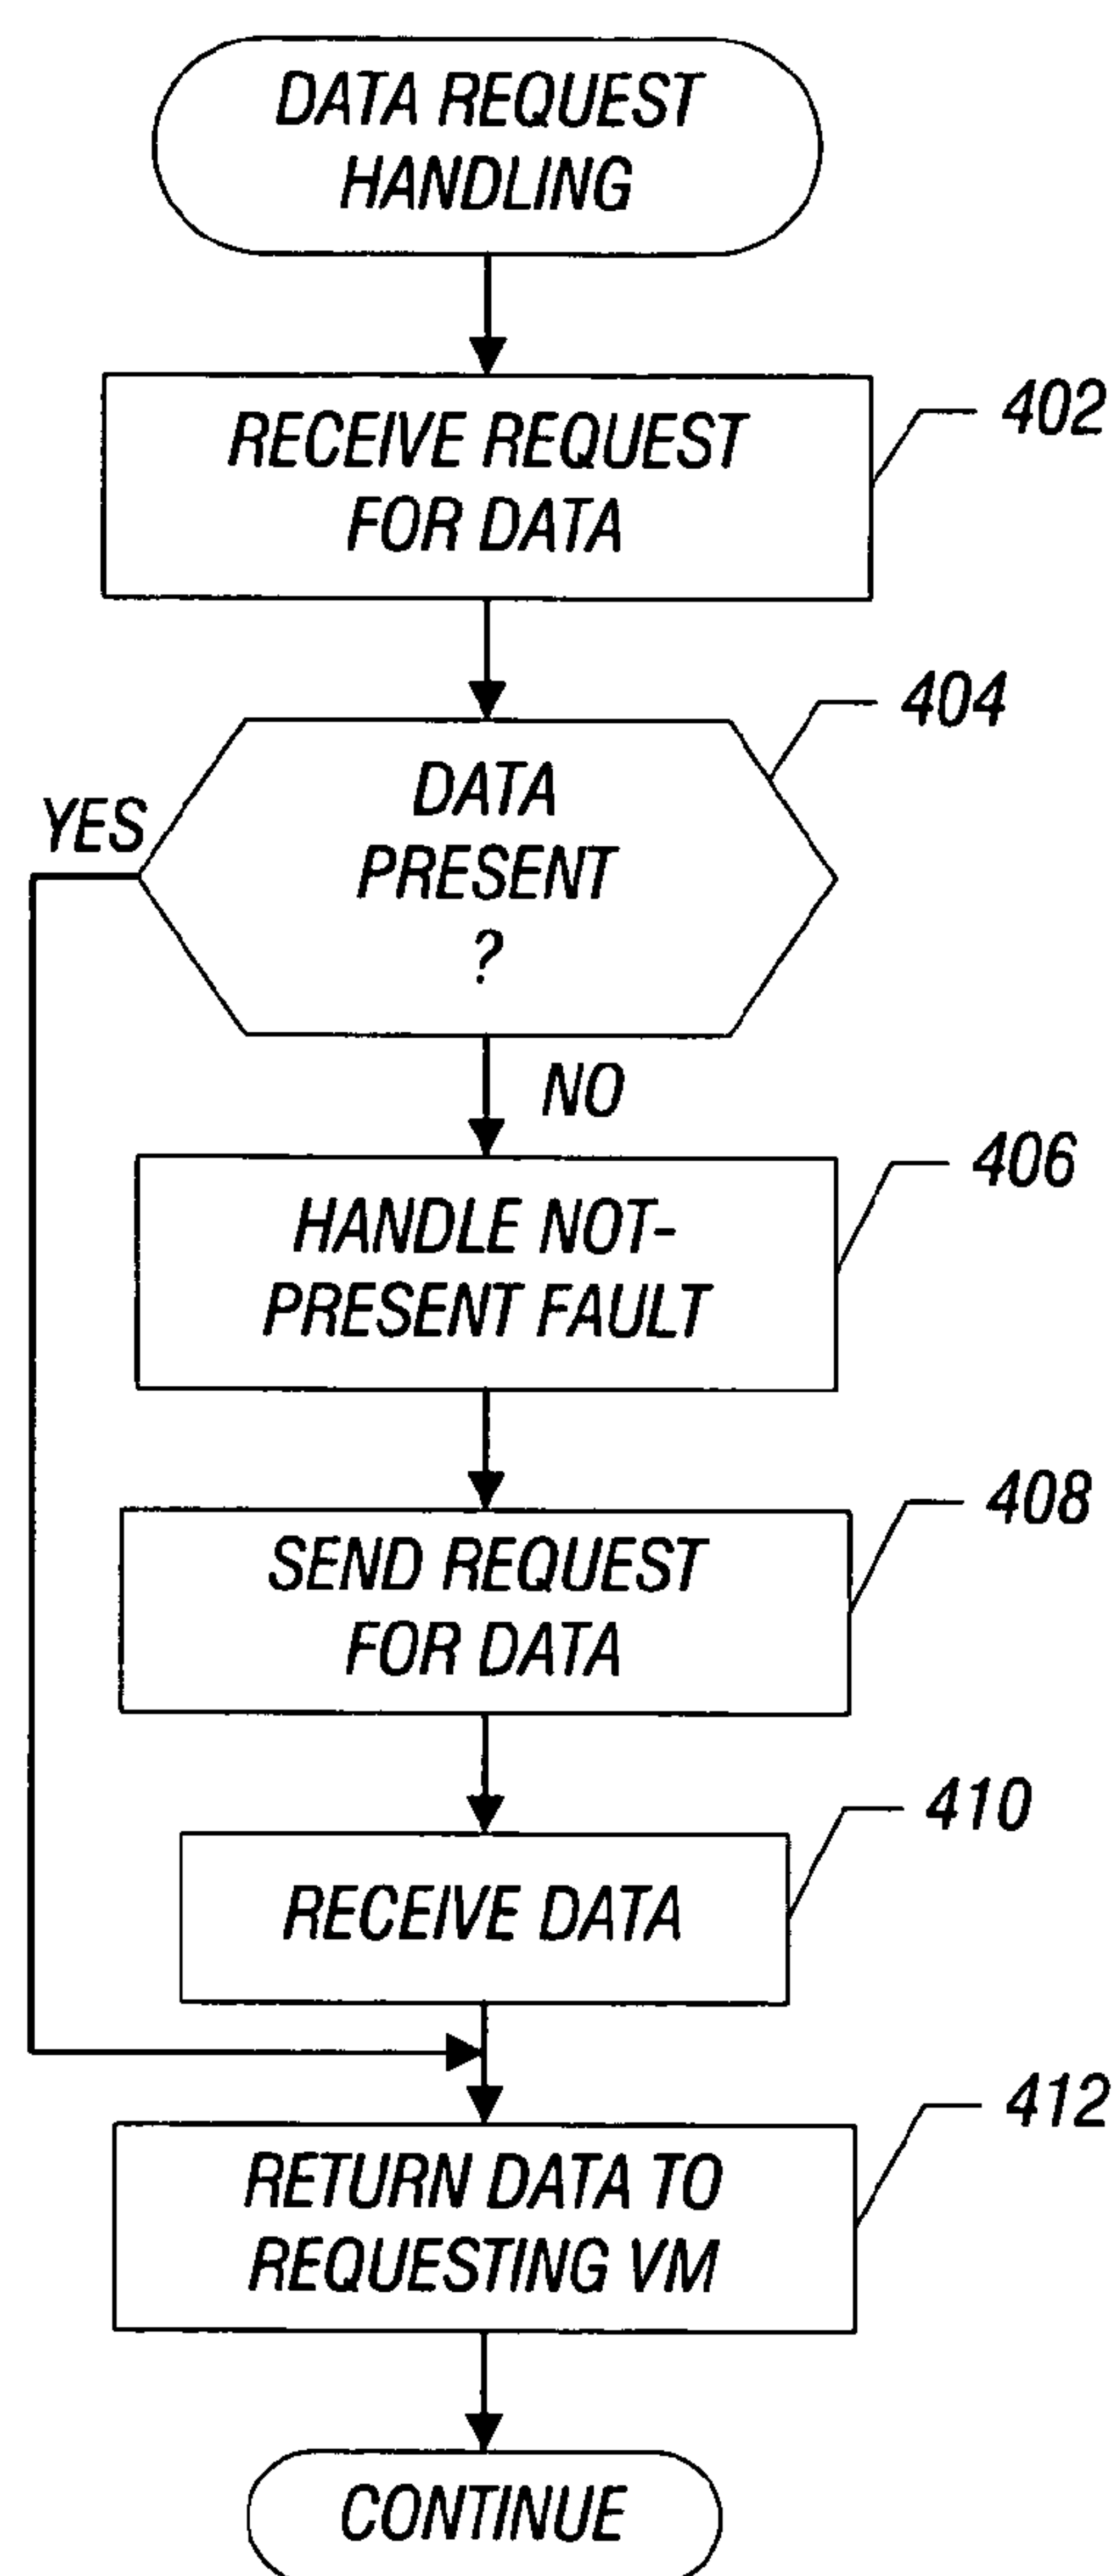 DATA REQUEST
HANDLING
RECEIVE REQUEST
FOR DATA
402
404
DATA
PRESENT
?
YES
NO
HANDLE NOT-
PRESENT FAULT
406
SEND REQUEST
FOR DATA
408
RECEIVE DATA
410
RETURN DATA TO
REQUESTING VM
412
CONTINUE